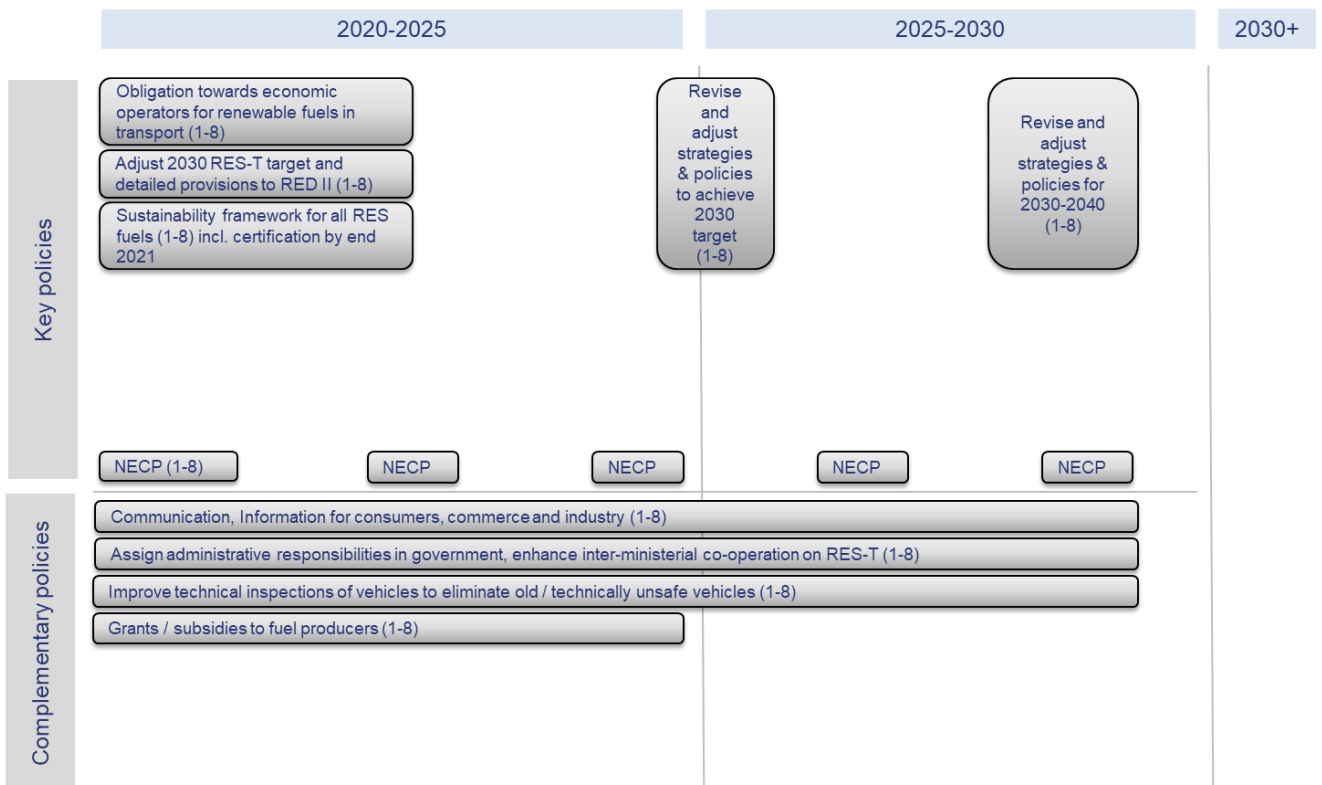 2020-2025
2025-2030
2030+
Key policies
Obligation towards economic
operators for renewable fuels in
transport (1-8)
Adjust 2030 RES-T target and
detailed provisions to RED II (1-8)
Sustainability framework for all RES
fuels (1-8) incl. certification by end
2021
Revise
and
adjust
strategies
& policies
to achieve
2030
target
(1-8)
Revise and
adjust
strategies &
policies for
2030-2040
(1-8)
NECP (1-8)
NECP
NECP
NECP
NECP
Complementary policies
Communication, Information for consumers, commerce and industry (1-8)
Assign administrative responsibilities in government, enhance inter-ministerial co-operation on RES-T (1-8)
Improve technical inspections of vehicles to eliminate old / technically unsafe vehicles (1-8)
Grants / subsidies to fuel producers (1-8)